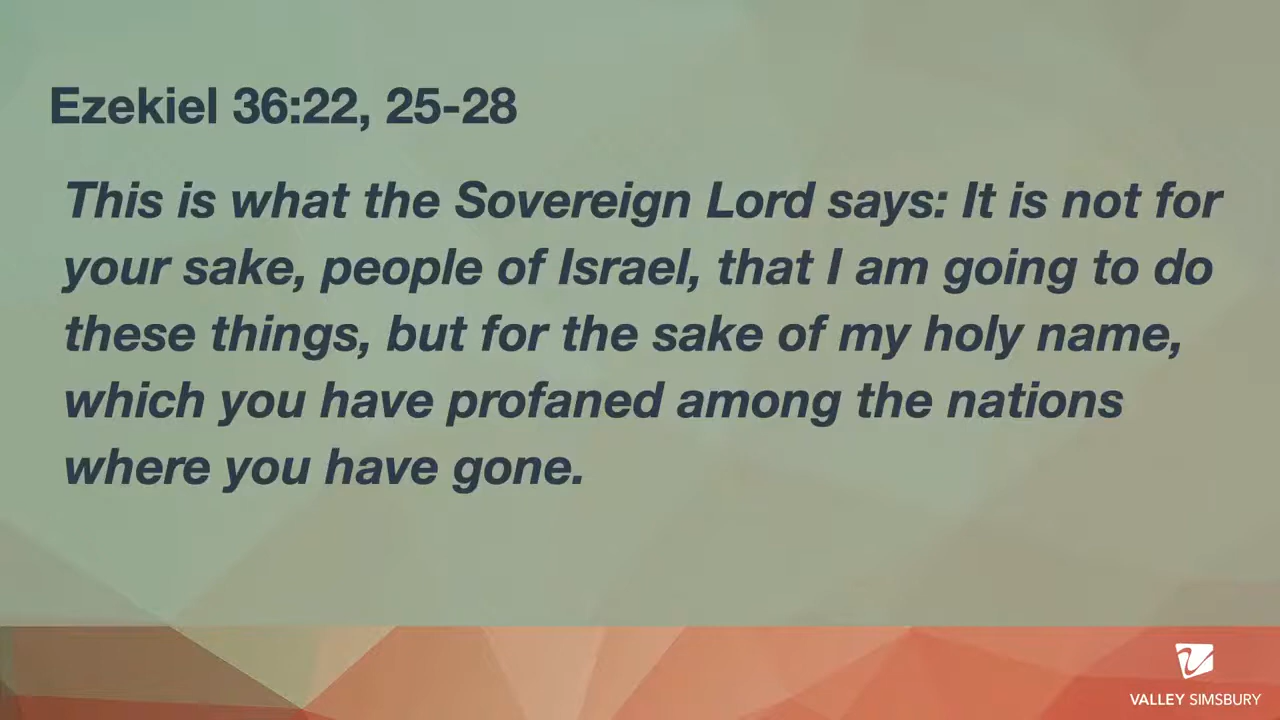 Ezekiel 36:22, 25-28
This is what the Sovereign Lord says: It is not for
your sake, people of Israel, that I am going to do
these things, but for the sake of my holy name,
which you have profaned among the nations
where you have gone.
VALLEY SIMSBURY